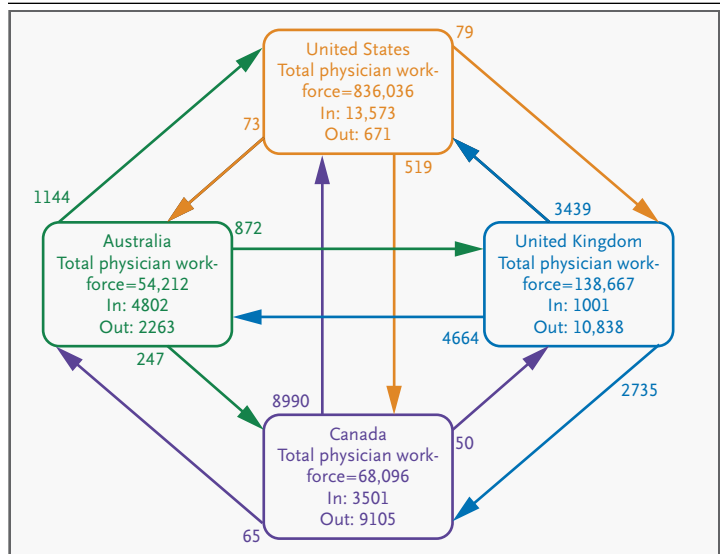 79
United States
Total physician work-
force=836,036
In: 13,573
Out: 671
73
519
1144
3439
872
Australia
Total physician work-
force=54,212
In: 4802
Out: 2263
United Kingdom
Total physician work-
force=138,667
In: 1001
Out: 10,838
4664
247
2735
8990
50
Canada
Total physician work-
force=68,096
In: 3501
Out: 9105
65